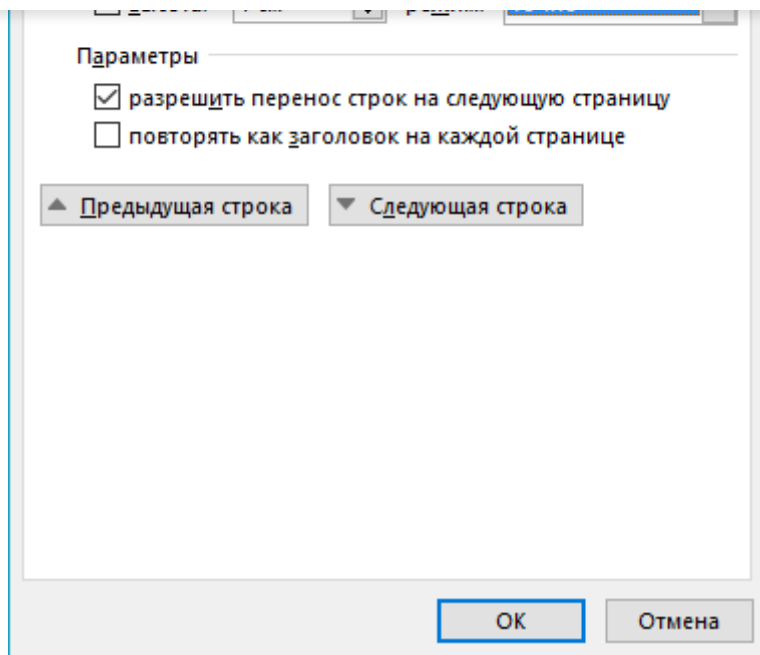 Параметры
разрешить перенос строк на следующую страницу
повторять как заголовок на каждой странице
Предыдущая строка Следующая строка
ОК Отмена